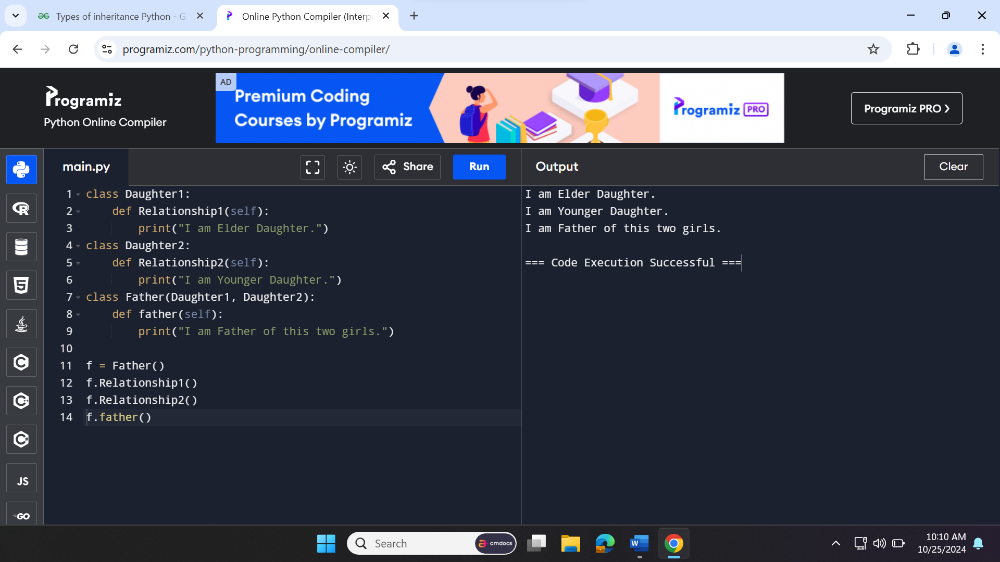 Types of inheritance Python - G
Online Python Compiler (Interp
programiz.com/python-programming/online-compiler/
Programiz
Python Online Compiler
AD
Premium Coding
Courses by Programiz
Programiz PRO
Programiz PRO ❯
main.py
Share
Run
Output
Clear
1 class Daughter1:
2 def Relationship1(self):
3 print("I am Elder Daughter.")
4 class Daughter2:
5 def Relationship2(self):
6 print("I am Younger Daughter.")
7 class Father(Daughter1, Daughter2):
8 def father(self):
9 print("I am Father of this two girls.")
10
11 f = Father()
12 f.Relationship1()
13 f.Relationship2()
14 f.father()
I am Elder Daughter.
I am Younger Daughter.
I am Father of this two girls.
=== Code Execution Successful ===
R
5
C
C++
C#
JS
GO
Search
amdocs
W
10:10 AM
10/25/2024